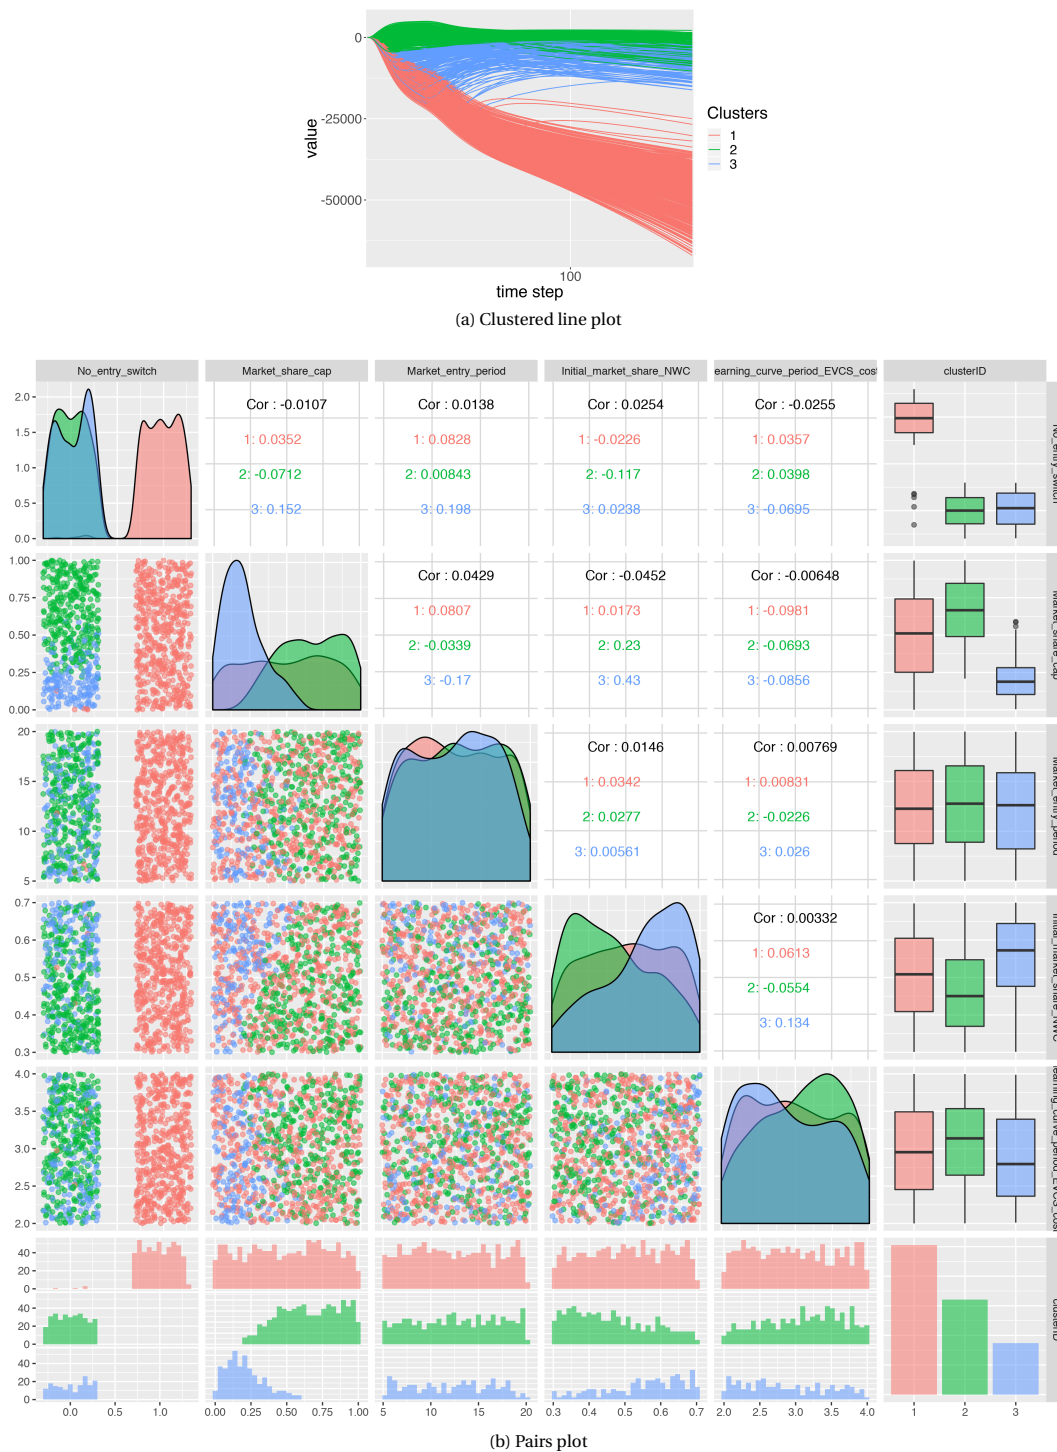 0
-25000
-50000
value
100
time step
Clusters
1
2
3
(a) Clustered line plot
No_entry_switch
Market_share_cap
Market_entry_period
Initial_market_share_NWC
earning_curve_period_EVCS_cost
clusterID
2.0
1.5
1.0
0.5
0.0
Cor : -0.0107
1: 0.0352
2: -0.0712
3: 0.152
Cor : 0.0138
1: 0.0828
2: 0.00843
3: 0.198
Cor : 0.0254
1: -0.0226
2: -0.117
3: 0.0238
Cor : -0.0255
1: 0.0357
2: 0.0398
3: -0.0695
No_entry_switch
1.00
0.75
0.50
0.25
0.00
Cor : 0.0429
1: 0.0807
2: -0.0339
3: -0.17
Cor : -0.0452
1: 0.0173
2: 0.23
3: 0.43
Cor : -0.00648
1: -0.0981
2: -0.0693
3: -0.0856
Market_share_cap
20
15
10
5
Cor : 0.0146
1: 0.0342
2: 0.0277
3: 0.00561
Cor : 0.00769
1: 0.00831
2: -0.0226
3: 0.026
Market_entry_period
0.7
0.6
0.5
0.4
0.3
Cor : 0.00332
1: 0.0613
2: -0.0554
3: 0.134
Initial_market_share_NWC
4.0
3.5
3.0
2.5
2.0
learning_curve_period_EVCS_cost
40
20
0
40
20
0
40
20
0
clusterID
0.0 0.5 1.0
0.00 0.25 0.50 0.75 1.00
5 10 15 20
0.3 0.4 0.5 0.6 0.7
2.0 2.5 3.0 3.5 4.0
1 2 3
(b) Pairs plot